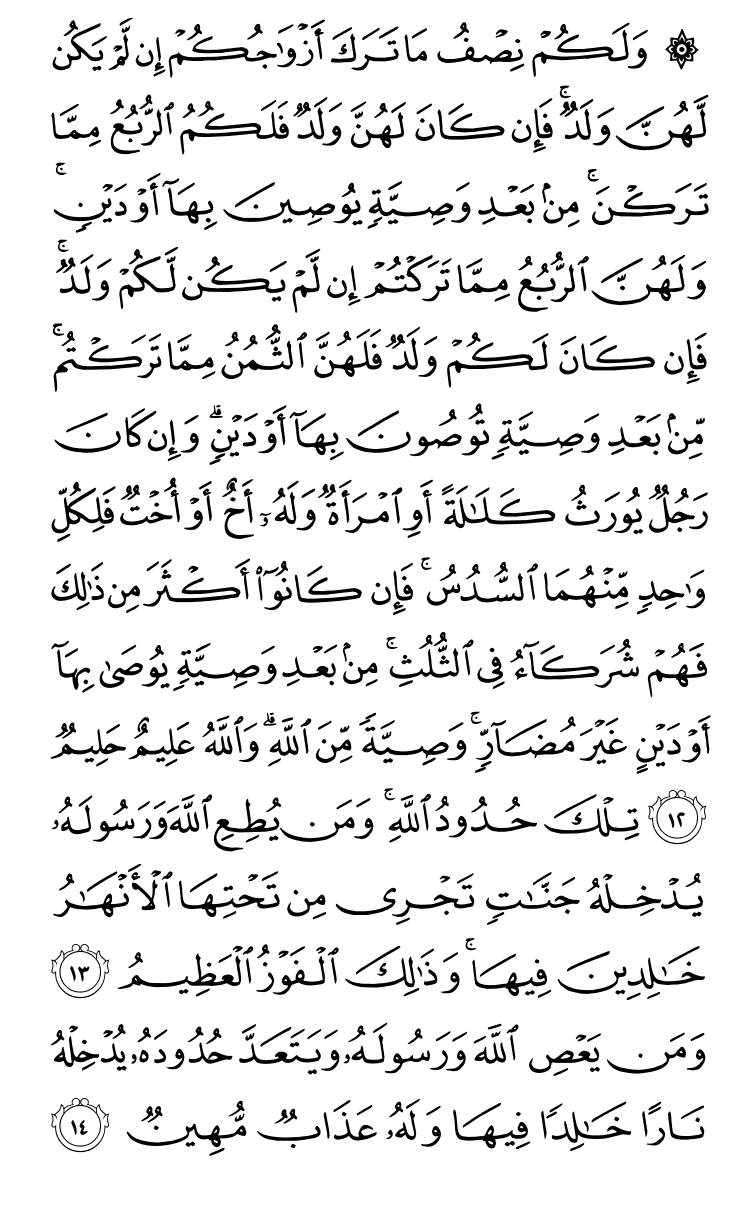 ۞ وَلَكُمْ نِصْفُ مَا تَرَكَ أَزْوَٰجُكُمْ إِن لَّمْ يَكُن
لَّهُنَّ وَلَدٌ ۚ فَإِن كَانَ لَهُنَّ وَلَدٌ فَلَكُمُ ٱلرُّبُعُ مِمَّا
تَرَكْنَ ۚ مِنۢ بَعْدِ وَصِيَّةٍ يُوصِينَ بِهَآ أَوْ دَيْنٍ ۚ
وَلَهُنَّ ٱلرُّبُعُ مِمَّا تَرَكْتُمْ إِن لَّمْ يَكُن لَّكُمْ وَلَدٌ ۚ
فَإِن كَانَ لَكُمْ وَلَدٌ فَلَهُنَّ ٱلثُّمُنُ مِمَّا تَرَكْتُم ۚ
مِّنۢ بَعْدِ وَصِيَّةٍ تُوصُونَ بِهَآ أَوْ دَيْنٍ ۗ وَإِن كَانَ
رَجُلٌ يُورَثُ كَلَـٰلَةً أَوِ ٱمْرَأَةٌ وَلَهُۥٓ أَخٌ أَوْ أُخْتٌ فَلِكُلِّ
وَٰحِدٍ مِّنْهُمَا ٱلسُّدُسُ ۚ فَإِن كَانُوٓا۟ أَكْثَرَ مِن ذَٰلِكَ
فَهُمْ شُرَكَآءُ فِى ٱلثُّلُثِ ۚ مِنۢ بَعْدِ وَصِيَّةٍ يُوصَىٰ بِهَآ
أَوْ دَيْنٍ غَيْرَ مُضَآرٍّ ۚ وَصِيَّةً مِّنَ ٱللَّهِ ۗ وَٱللَّهُ عَلِيمٌ حَلِيمٌ
١٢ تِلْكَ حُدُودُ ٱللَّهِ ۚ وَمَن يُطِعِ ٱللَّهَ وَرَسُولَهُۥ
يُدْخِلْهُ جَنَّـٰتٍ تَجْرِى مِن تَحْتِهَا ٱلْأَنْهَـٰرُ
خَـٰلِدِينَ فِيهَا ۚ وَذَٰلِكَ ٱلْفَوْزُ ٱلْعَظِيمُ ١٣
وَمَن يَعْصِ ٱللَّهَ وَرَسُولَهُۥ وَيَتَعَدَّ حُدُودَهُۥ يُدْخِلْهُ
نَارًا خَـٰلِدًا فِيهَا وَلَهُۥ عَذَابٌ مُّهِينٌ ١٤